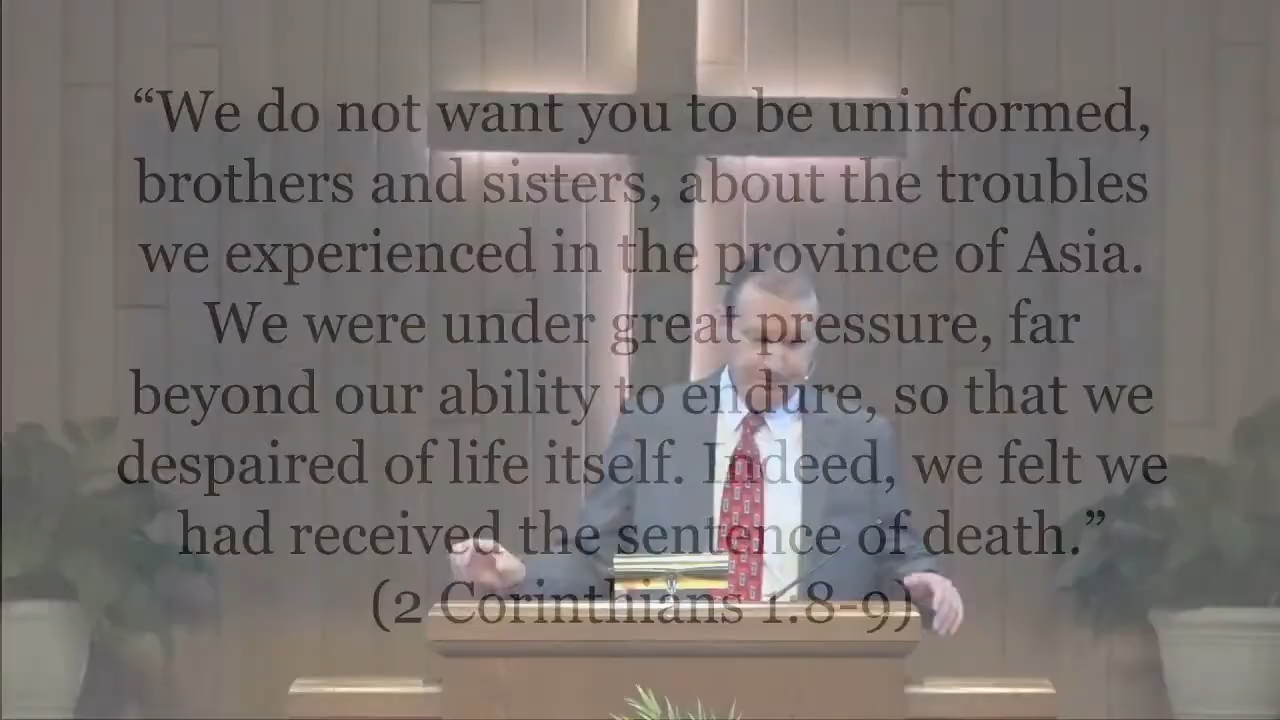 “We do not want you to be uninformed,
brothers and sisters, about the troubles
we experienced in the province of Asia.
We were under great pressure, far
beyond our ability to endure, so that we
despaired of life itself. Indeed, we felt we
had received the sentence of death.”
(2 Corinthians 1:8-9)